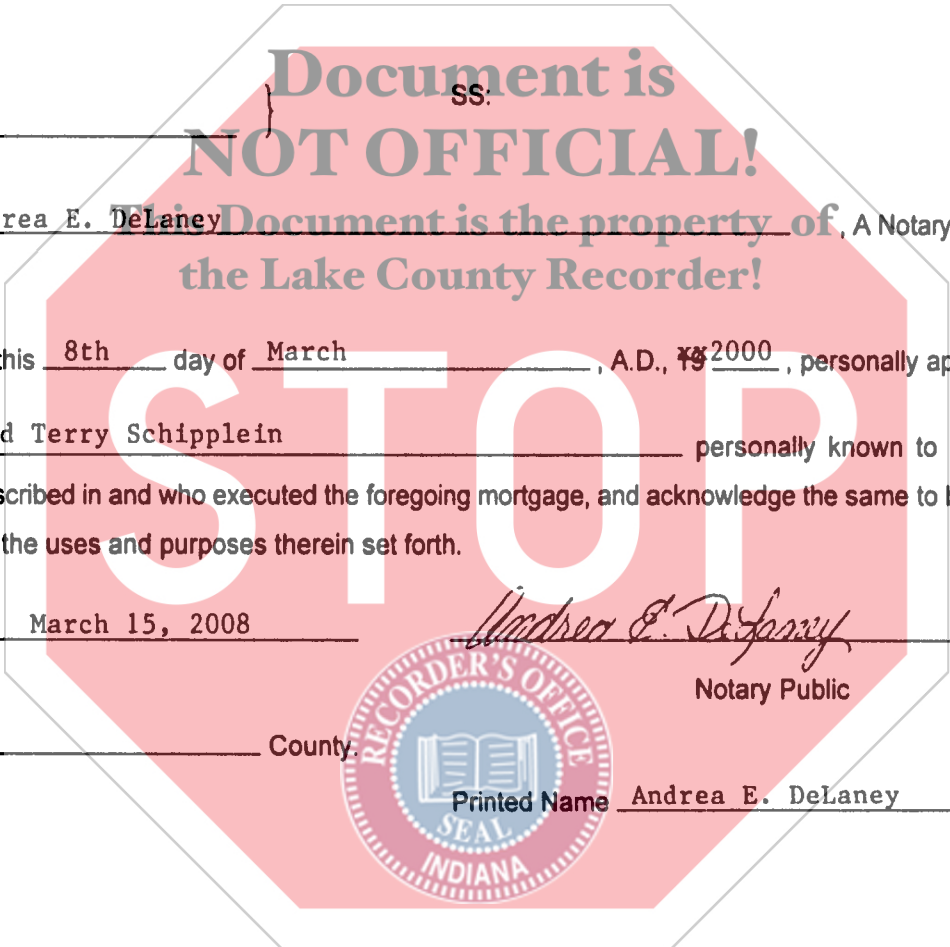 Document is
SS:
NOT OFFICIAL!
rea E. DeLaney, A Notary
This Document is the property of
the Lake County Recorder!
this 8th day of March, A.D., 19 xx 2000, personally ap
STOP
d Terry Schipplein personally known to
scribed in and who executed the foregoing mortgage, and acknowledge the same to b
the uses and purposes therein set forth.
March 15, 2008 Andrea E. DeLaney
Notary Public
County.
RECORDER'S OFFICE
Printed Name Andrea E. DeLaney
SEAL
INDIANA